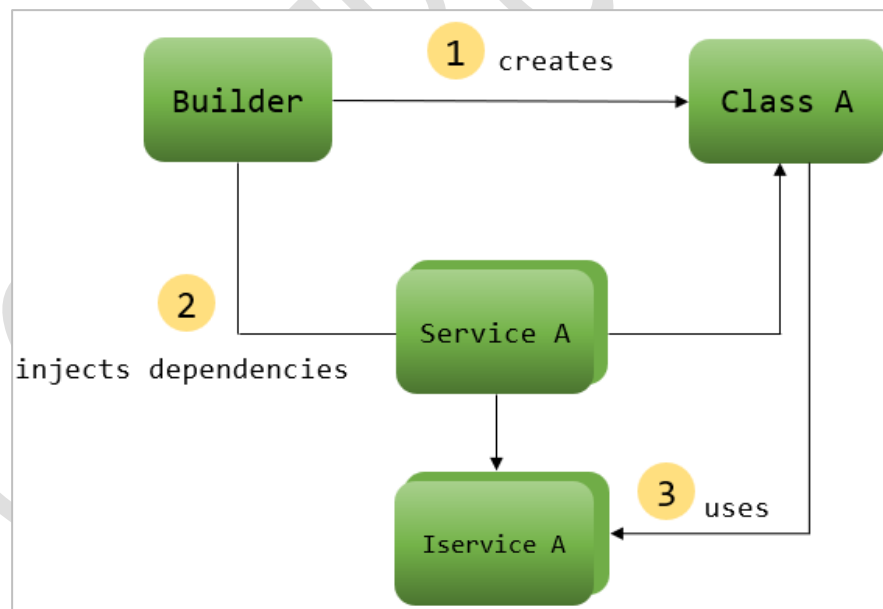 1 creates
Builder
Class A
2
Service A
injects dependencies
3 uses
Iservice A